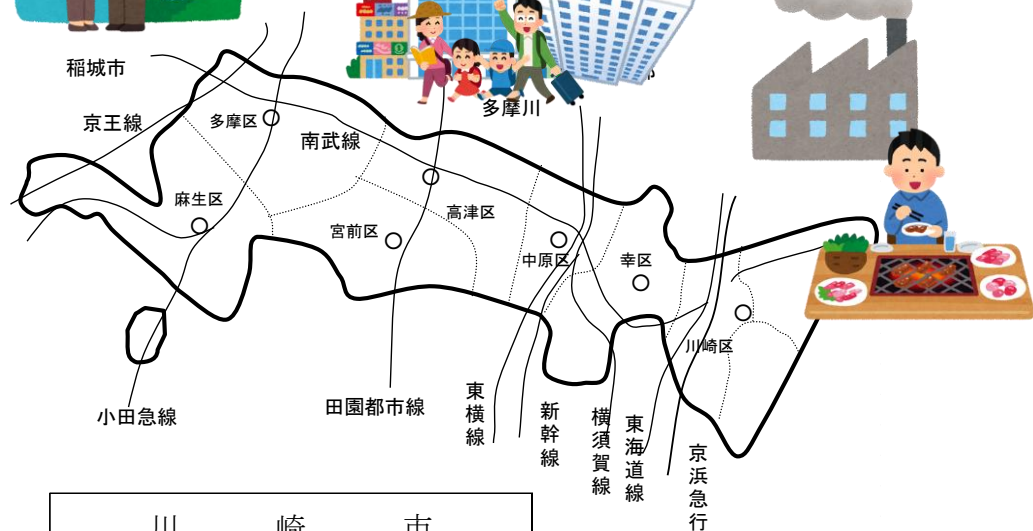 稲城市
京王線
多摩区
南武線
多摩川
麻生区
宮前区
高津区
中原区
幸区
川崎区
小田急線
田園都市線
東横線
新幹線
横須賀線
東海道線
京浜急行
川崎市